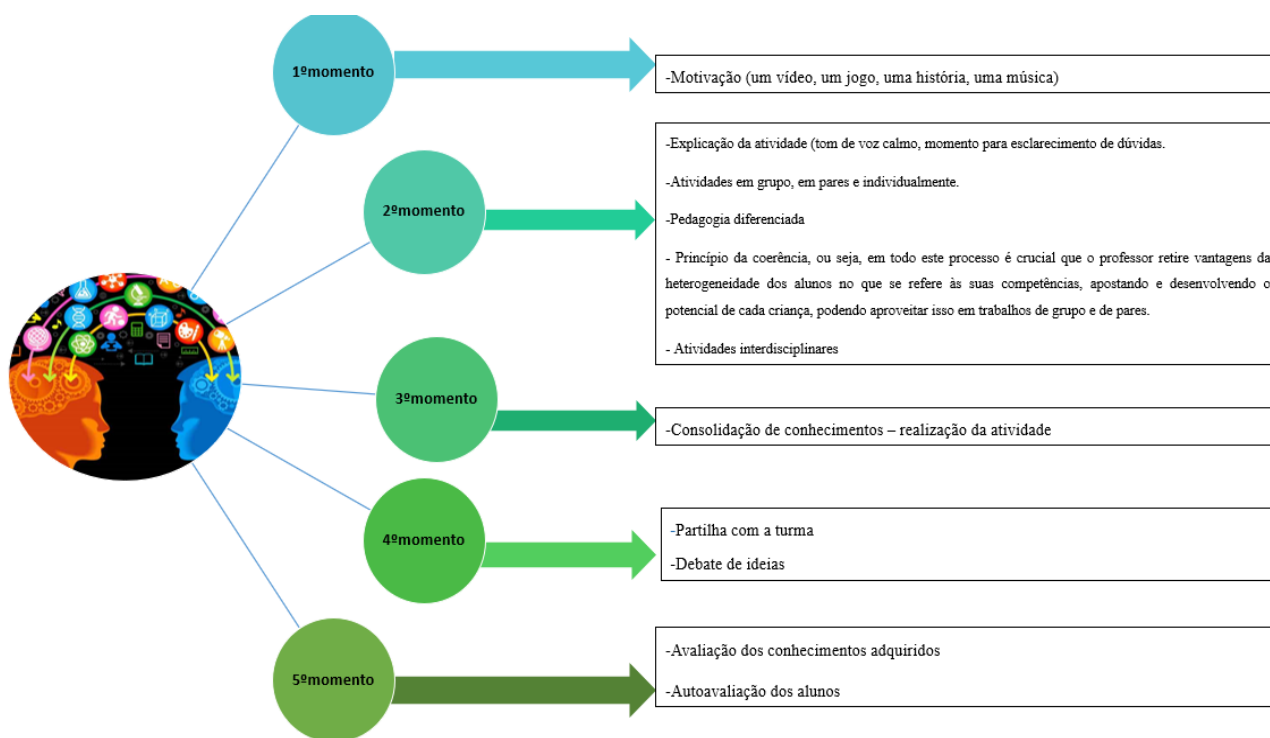 1ºmomento
-Motivação (um vídeo, um jogo, uma história, uma música)
2ºmomento
-Explicação da atividade (tom de voz calmo, momento para esclarecimento de dúvidas.
-Atividades em grupo, em pares e individualmente.
-Pedagogia diferenciada
- Princípio da coerência, ou seja, em todo este processo é crucial que o professor retire vantagens da
heterogeneidade dos alunos no que se refere às suas competências, apostando e desenvolvendo o
potencial de cada criança, podendo aproveitar isso em trabalhos de grupo e de pares.
- Atividades interdisciplinares
3ºmomento
-Consolidação de conhecimentos – realização da atividade
4ºmomento
-Partilha com a turma
-Debate de ideias
5ºmomento
-Avaliação dos conhecimentos adquiridos
-Autoavaliação dos alunos